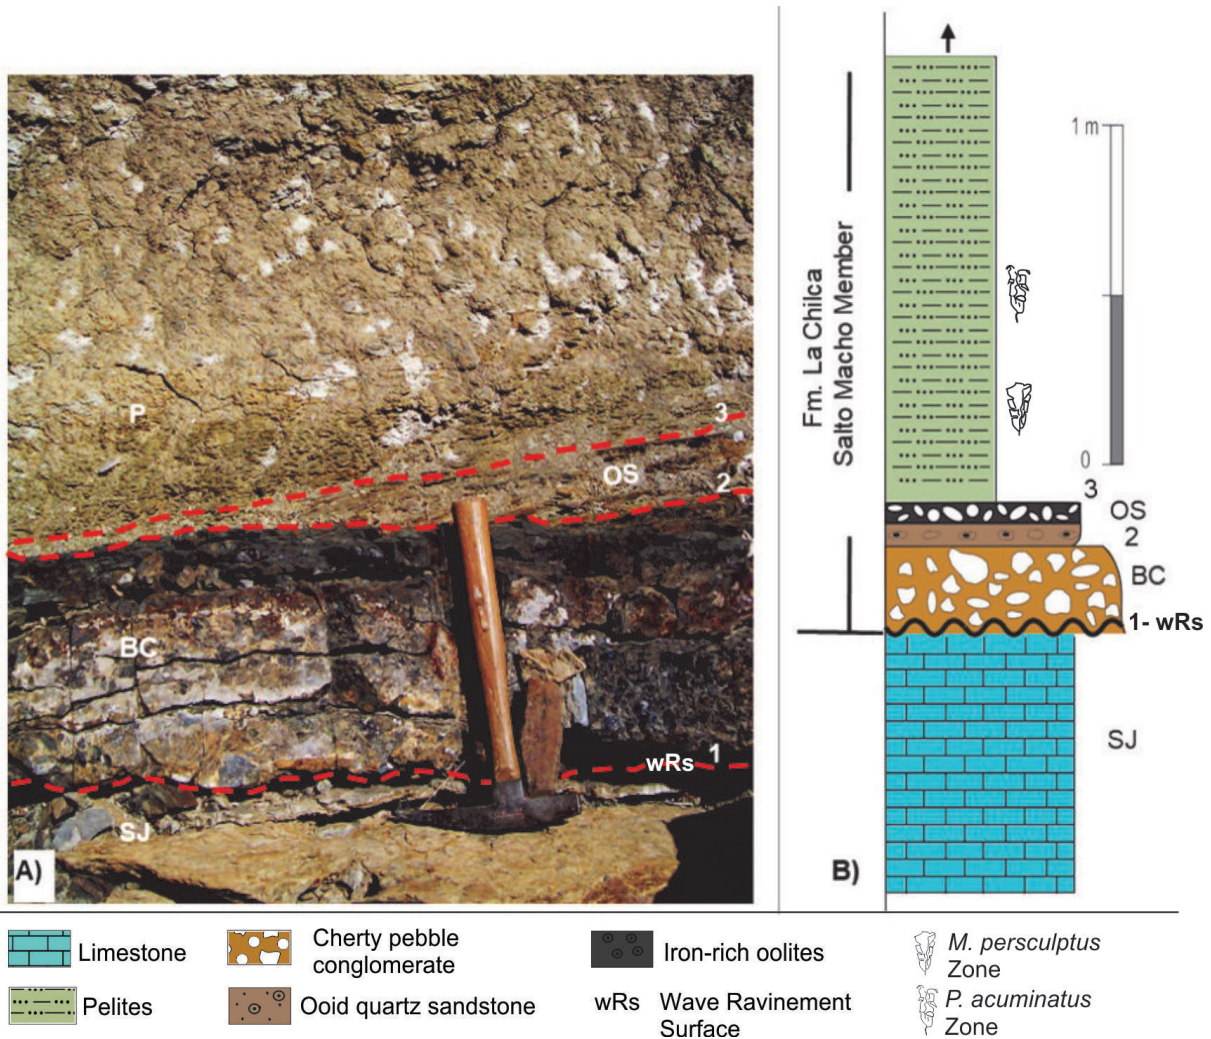 P
3
OS
2
BC
wRs 1
SJ
A)
Fm. La Chilca
Salto Macho Member
1 m
0
3
OS
2
BC
1- wRs
SJ
B)
Limestone
Cherty pebble
conglomerate
Iron-rich oolites
M. persculptus
Zone
Pelites
Ooid quartz sandstone
wRs Wave Ravinement
Surface
P. acuminatus
Zone